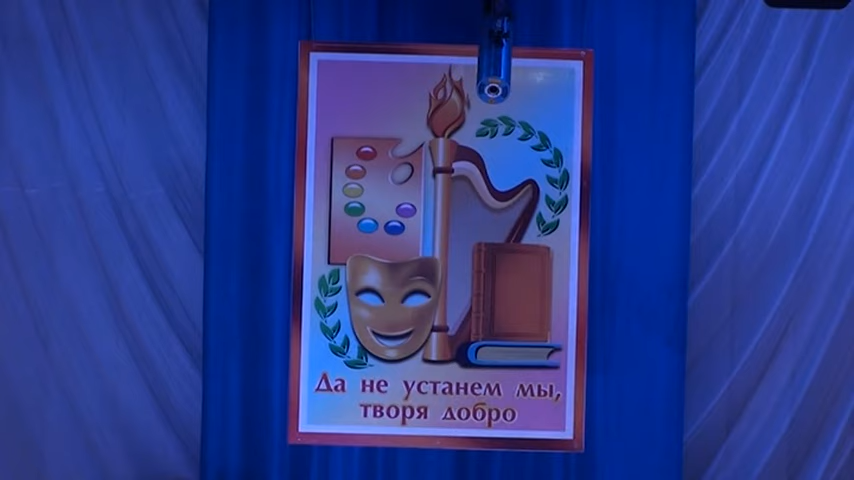 Да не устанем мы,
творя добро